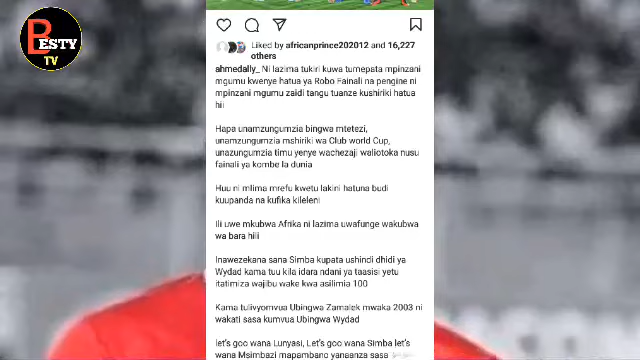 BESTY
TV
Liked by africanprince202012 and 16,227
others
ahmedally_ Ni lazima tukiri kuwa tumepata mpinzani
mgumu kwenye hatua ya Robo Fainali na pengine ni
mpinzani mgumu zaidi tangu tuanze kushiriki hatua
hii
Hapa unamzungumzia bingwa mtetezi,
unamzungumzia mshiriki wa Club world Cup,
unazungumzia timu yenye wachezaji waliotoka nusu
fainali ya kombe la dunia
Huu ni mlima mrefu kwetu lakini hatuna budi
kuupanda na kufika kileleni
Ili uwe mkubwa Afrika ni lazima uwafunge wakubwa
wa bara hili
Inawezekana sana Simba kupata ushindi dhidi ya
Wydad kama tuu kila idara ndani ya taasisi yetu
itatimiza wajibu wake kwa asilimia 100
Kama tulivyomvua Ubingwa Zamalek mwaka 2003 ni
wakati sasa kumvua Ubingwa Wydad
let's goo wana Lunyasi, Let's goo wana Simba let's
wana Msimbazi mapambano yanaanza sasa